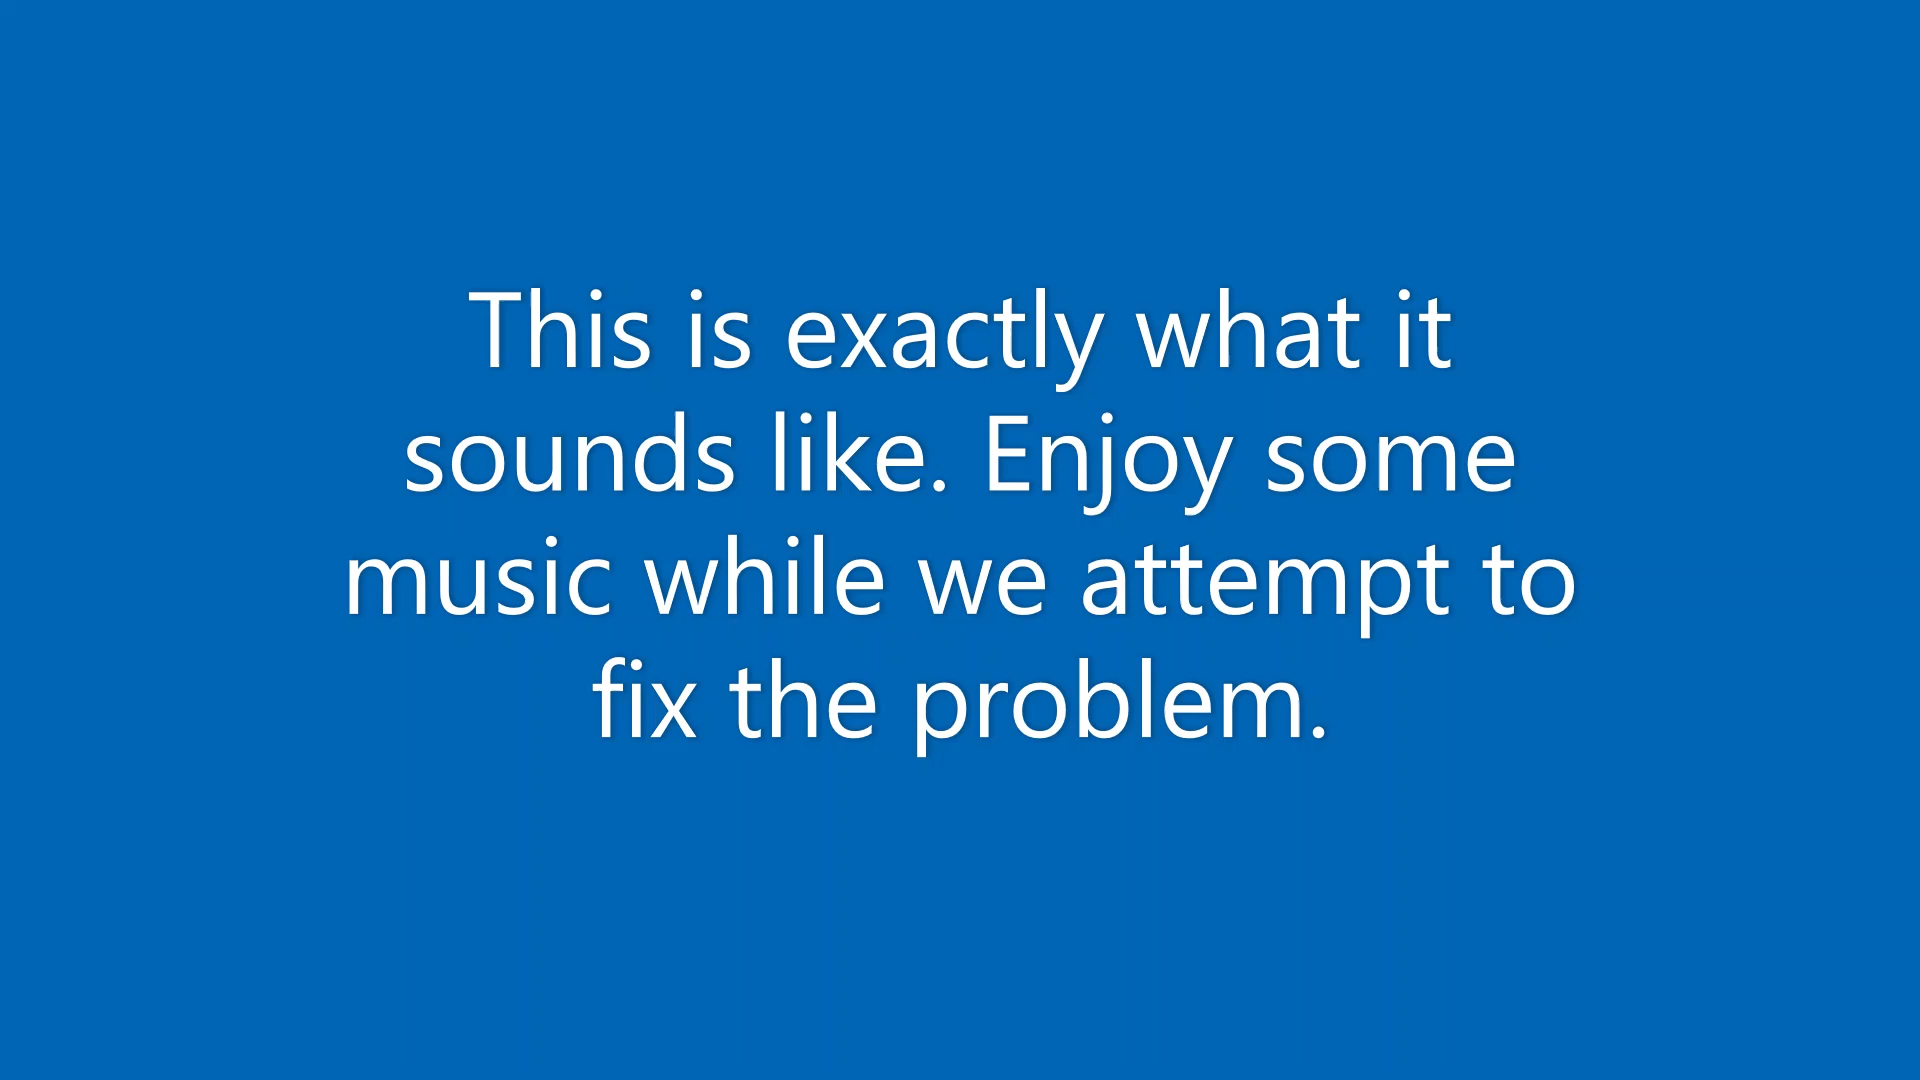 This is exactly what it
sounds like. Enjoy some
music while we attempt to
fix the problem.